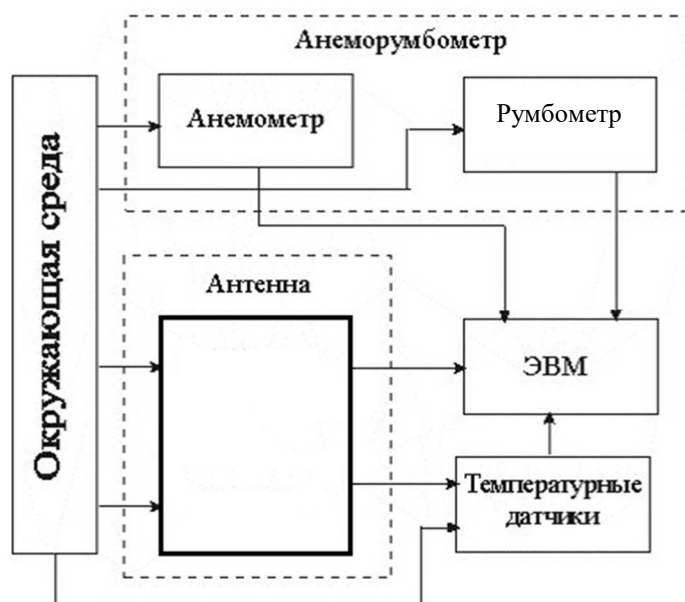 Анеморумбометр
Анемометр
Румбометр
Окружающая среда
Антенна
ЭВМ
Температурные
датчики